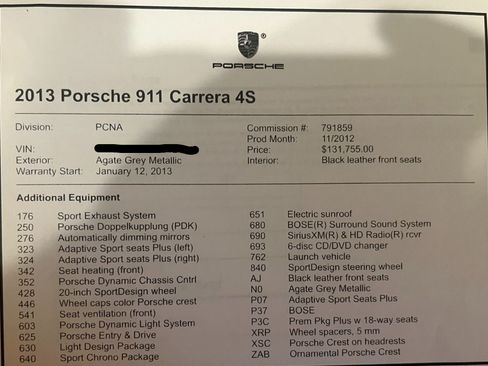 PORSCHE
2013 Porsche 911 Carrera 4S
Division: PCNA
VIN:
Exterior: Agate Grey Metallic
Warranty Start: January 12, 2013
Commission #: 791859
Prod Month: 11/2012
Price: $131,755.00
Interior: Black leather front seats
Additional Equipment
176 Sport Exhaust System
250 Porsche Doppelkupplung (PDK)
276 Automatically dimming mirrors
323 Adaptive Sport seats Plus (left)
324 Adaptive Sport seats Plus (right)
342 Seat heating (front)
352 Porsche Dynamic Chassis Cntrl
428 20-inch SportDesign wheel
446 Wheel caps color Porsche crest
541 Seat ventilation (front)
603 Porsche Dynamic Light System
625 Porsche Entry & Drive
630 Light Design Package
640 Sport Chrono Package
651 Electric sunroof
680 BOSE(R) Surround Sound System
690 SiriusXM(R) & HD Radio(R) rcvr
693 6-disc CD/DVD changer
762 Launch vehicle
840 SportDesign steering wheel
AJ Black leather front seats
N0 Agate Grey Metallic
P07 Adaptive Sport Seats Plus
P37 BOSE
P3C Prem Pkg Plus w 18-way seats
XRP Wheel spacers, 5 mm
XSC Porsche Crest on headrests
ZAB Ornamental Porsche Crest